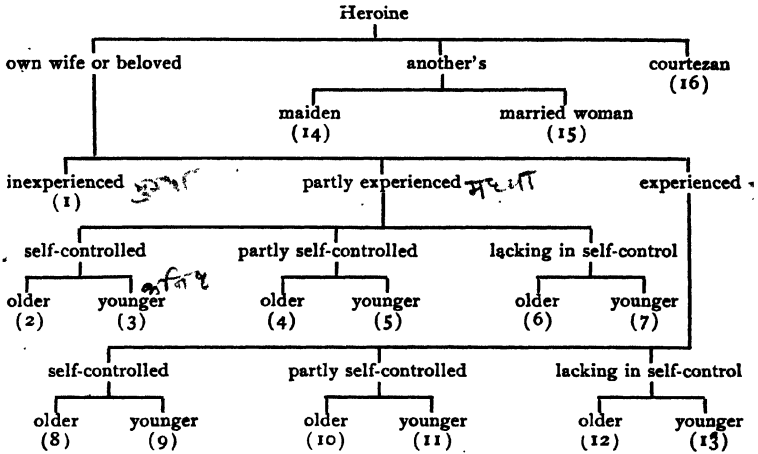 Heroine
own wife or beloved another's courtezan
(16)
maiden married woman
(14) (15)
inexperienced मुग्धा partly experienced मध्या experienced
(1)
self-controlled partly self-controlled lacking in self-control
older younger older younger older younger
(2) (3) (4) (5) (6) (7)
self-controlled partly self-controlled lacking in self-control
older younger older younger older younger
(8) (9) (10) (11) (12) (13)